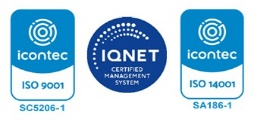 icontec
ISO 9001
SC5206-1
IQNET
CERTIFIED
MANAGEMENT
SYSTEM
icontec
ISO 14001
SA186-1